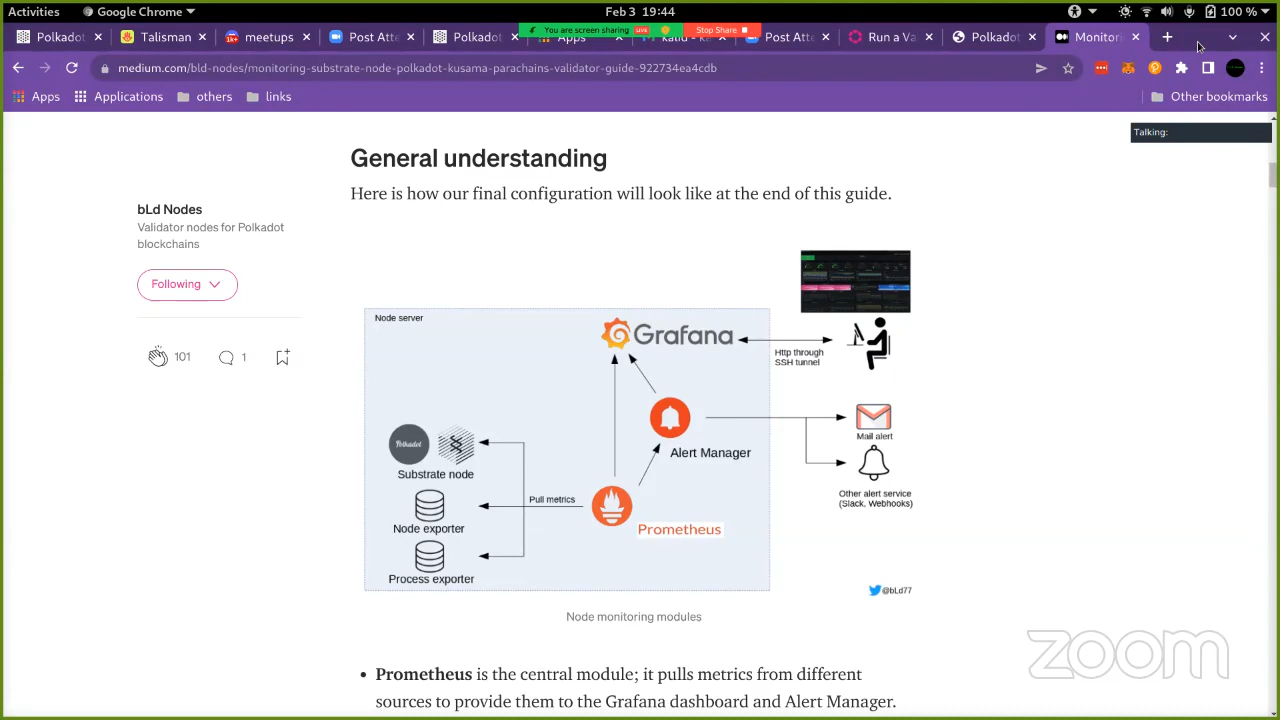 Activities
Google Chrome
Feb 3 19:44
100 %
You are screen sharing
LIVE
Stop Share
Polkadot
Talisman
meetups
Post Atte
Polkadot
Apps
Post Atte
Run a Va
Polkadot
Monitori
medium.com/bld-nodes/monitoring-substrate-node-polkadot-kusama-parachains-validator-guide-922734ea4cdb
Apps
Applications
others
links
Other bookmarks
Talking:
General understanding
Here is how our final configuration will look like at the end of this guide.
bLd Nodes
Validator nodes for Polkadot
blockchains
Following
101
1
Node server
Grafana
Http through
SSH tunnel
Alert Manager
Mail alert
Other alert service
(Slack, Webhooks)
Polkadot
Substrate node
Pull metrics
Node exporter
Prometheus
Process exporter
@bLd77
Node monitoring modules
• Prometheus is the central module; it pulls metrics from different
sources to provide them to the Grafana dashboard and Alert Manager.
zoom